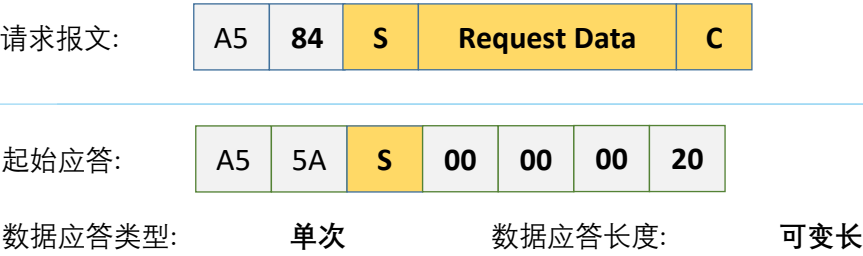 请求报文: A5 84 S Request Data C
起始应答: A5 5A S 00 00 00 20
数据应答类型: 单次 数据应答长度: 可变长